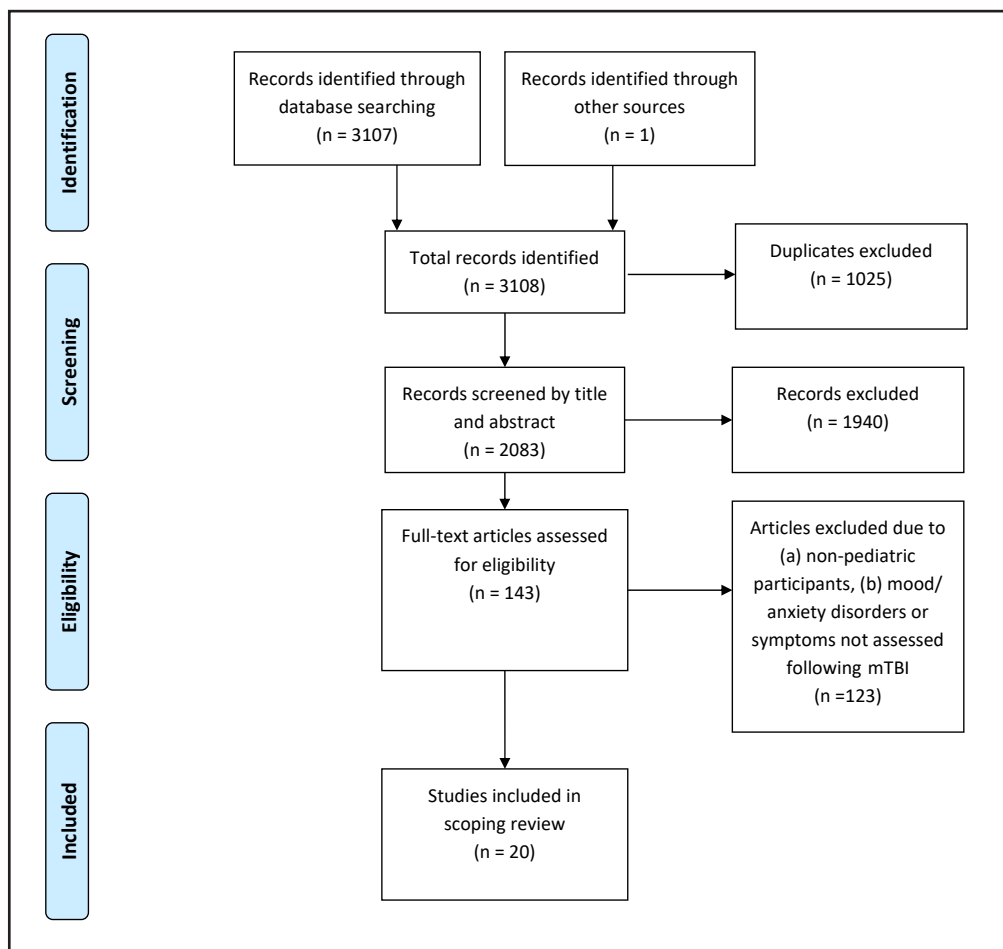 Identification
Records identified through
database searching
(n = 3107)
Records identified through
other sources
(n = 1)
Total records identified
(n = 3108)
Duplicates excluded
(n = 1025)
Screening
Records screened by title
and abstract
(n = 2083)
Records excluded
(n = 1940)
Eligibility
Full-text articles assessed
for eligibility
(n = 143)
Articles excluded due to
(a) non-pediatric
participants, (b) mood/
anxiety disorders or
symptoms not assessed
following mTBI
(n =123)
Included
Studies included in
scoping review
(n = 20)